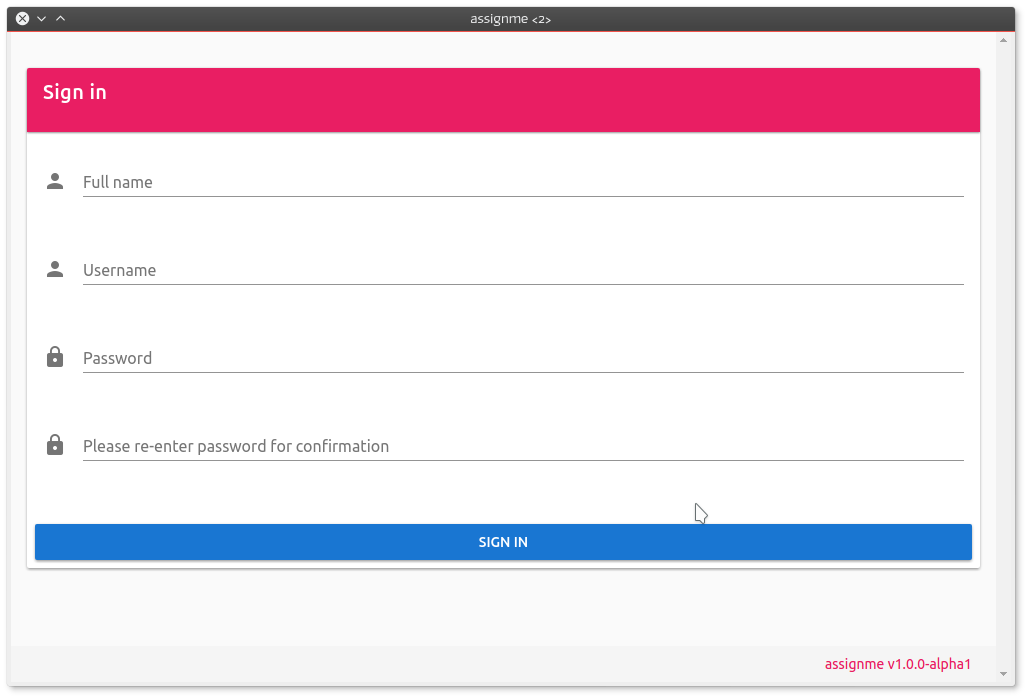 assignme <2>
Sign in
Full name
Username
Password
Please re-enter password for confirmation
SIGN IN
assignme v1.0.0-alpha1